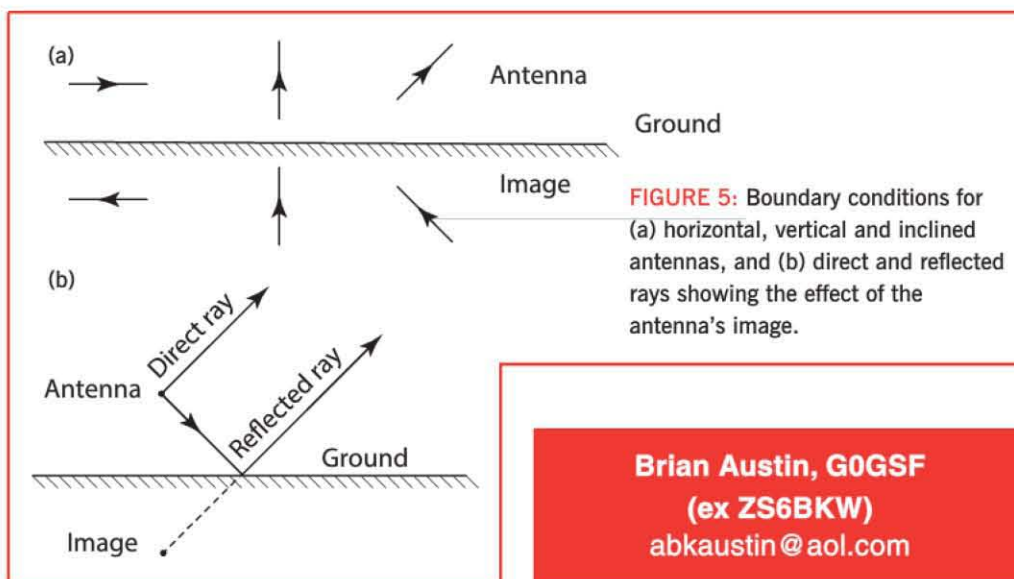 (a)
Antenna
Ground
Image
FIGURE 5: Boundary conditions for
(a) horizontal, vertical and inclined
antennas, and (b) direct and reflected
rays showing the effect of the
antenna's image.
(b)
Direct ray
Antenna
Reflected ray
Ground
Image
Brian Austin, G0GSF
(ex ZS6BKW)
abkaustin@aol.com